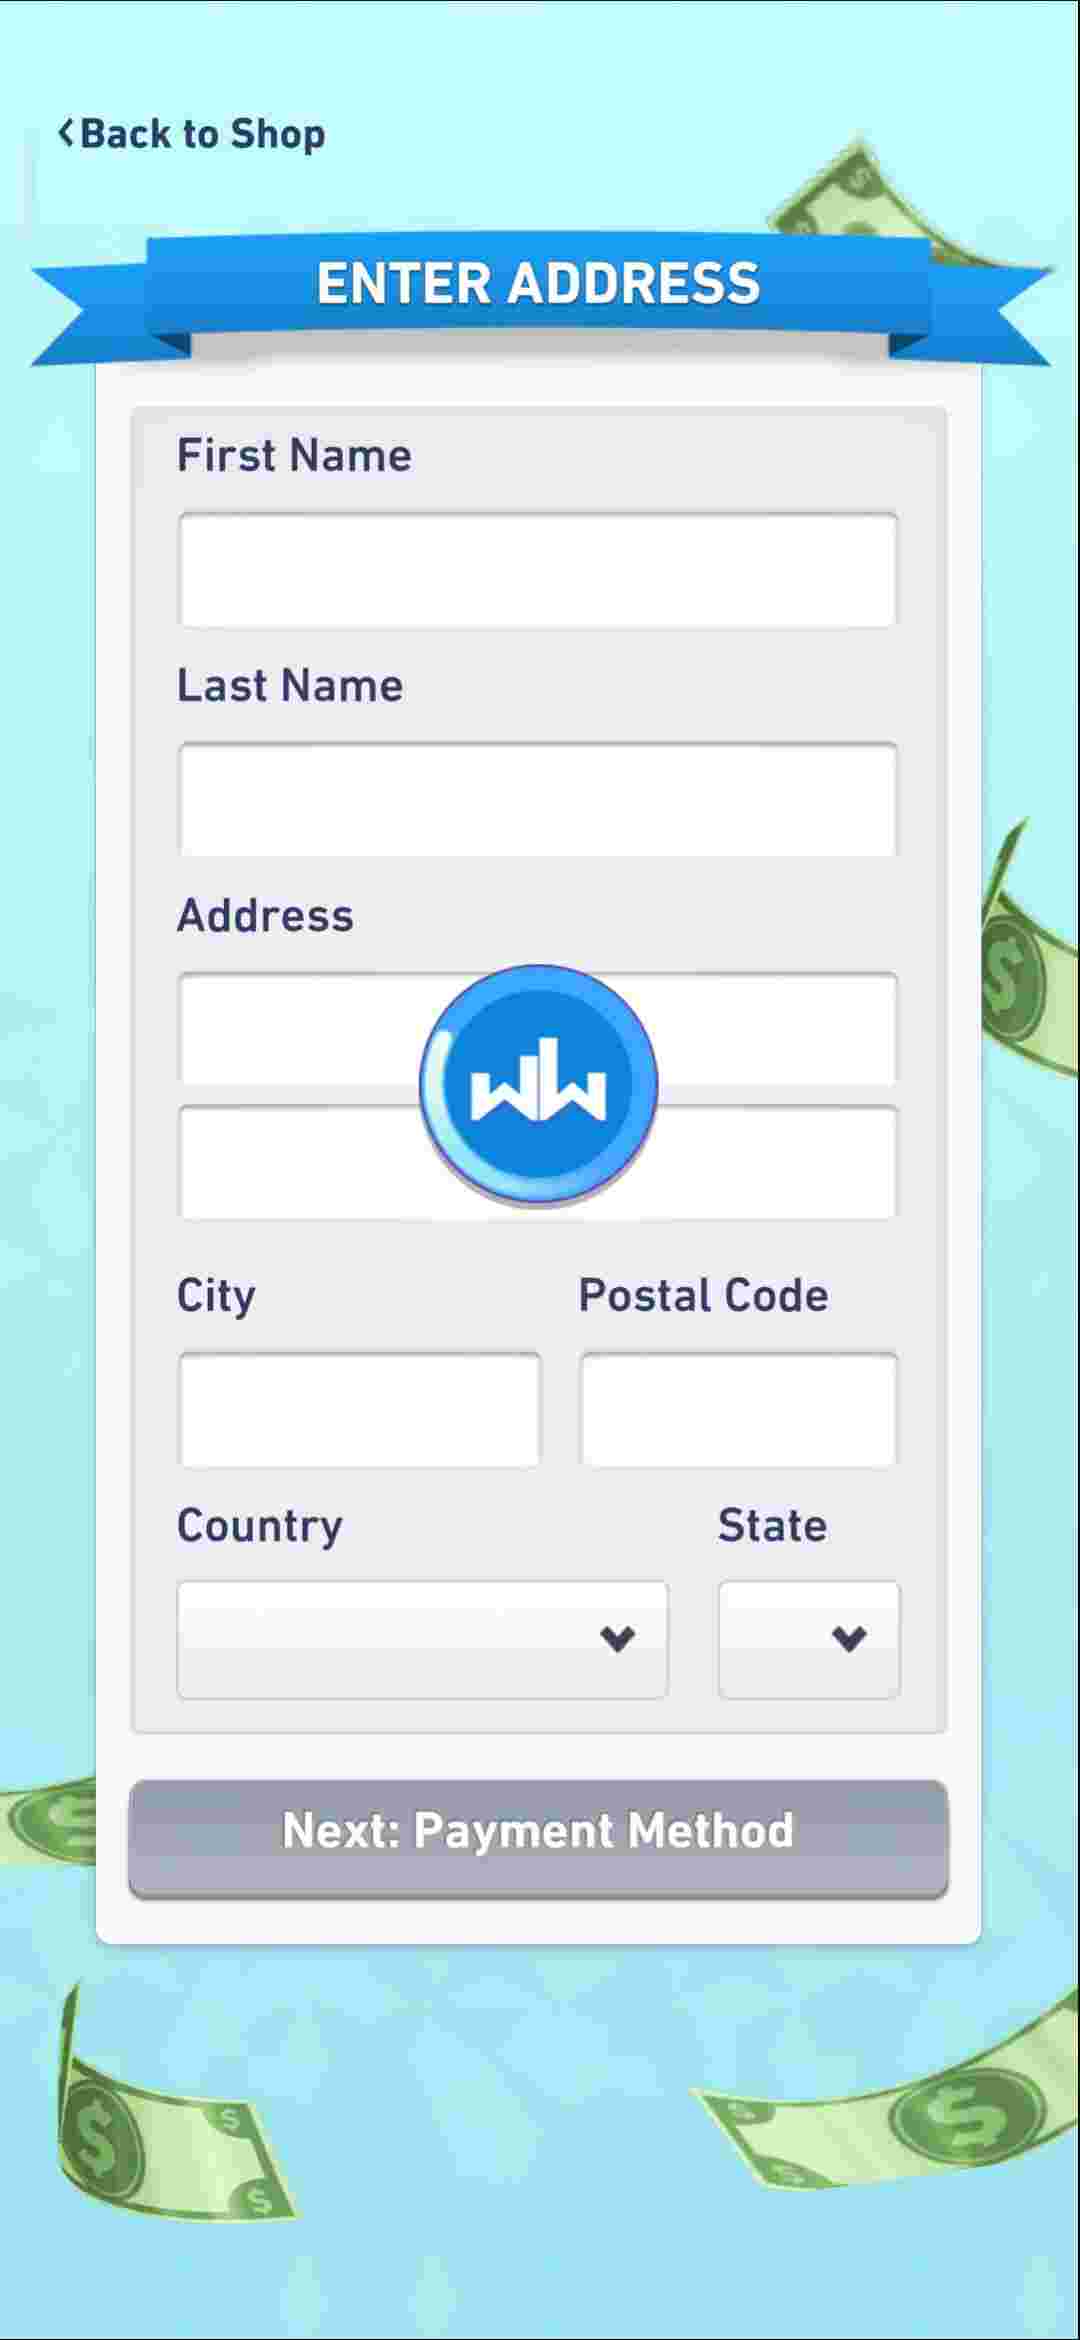 Back to Shop
ENTER ADDRESS
First Name
Last Name
Address
City
Postal Code
Country
State
Next: Payment Method